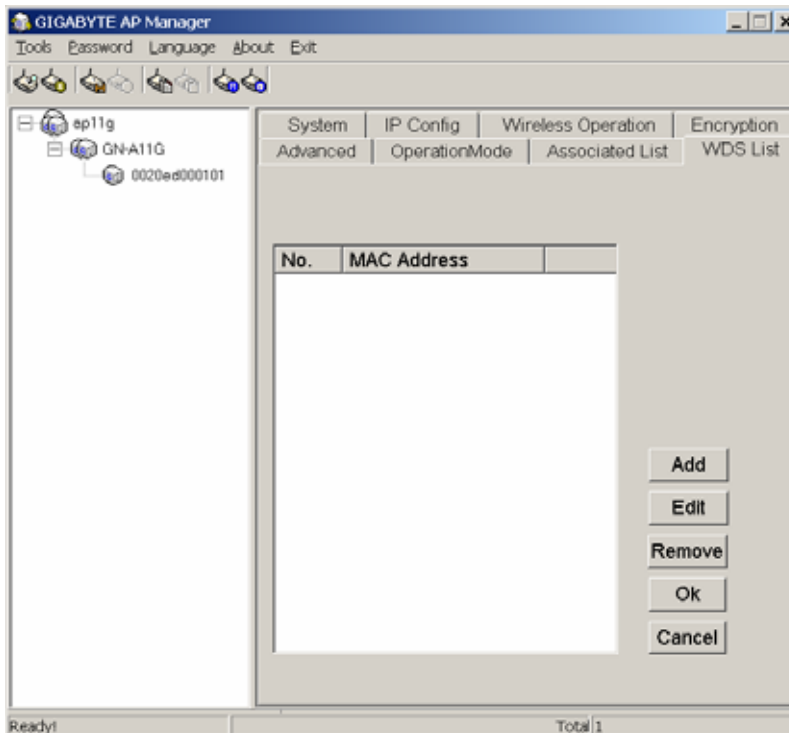 GIGABYTE AP Manager
Tools Password Language About Exit
ap11g
GN-A11G
0020ed000101
System IP Config Wireless Operation Encryption
Advanced OperationMode Associated List WDS List
No. MAC Address
Add
Edit
Remove
Ok
Cancel
Ready! Total 1